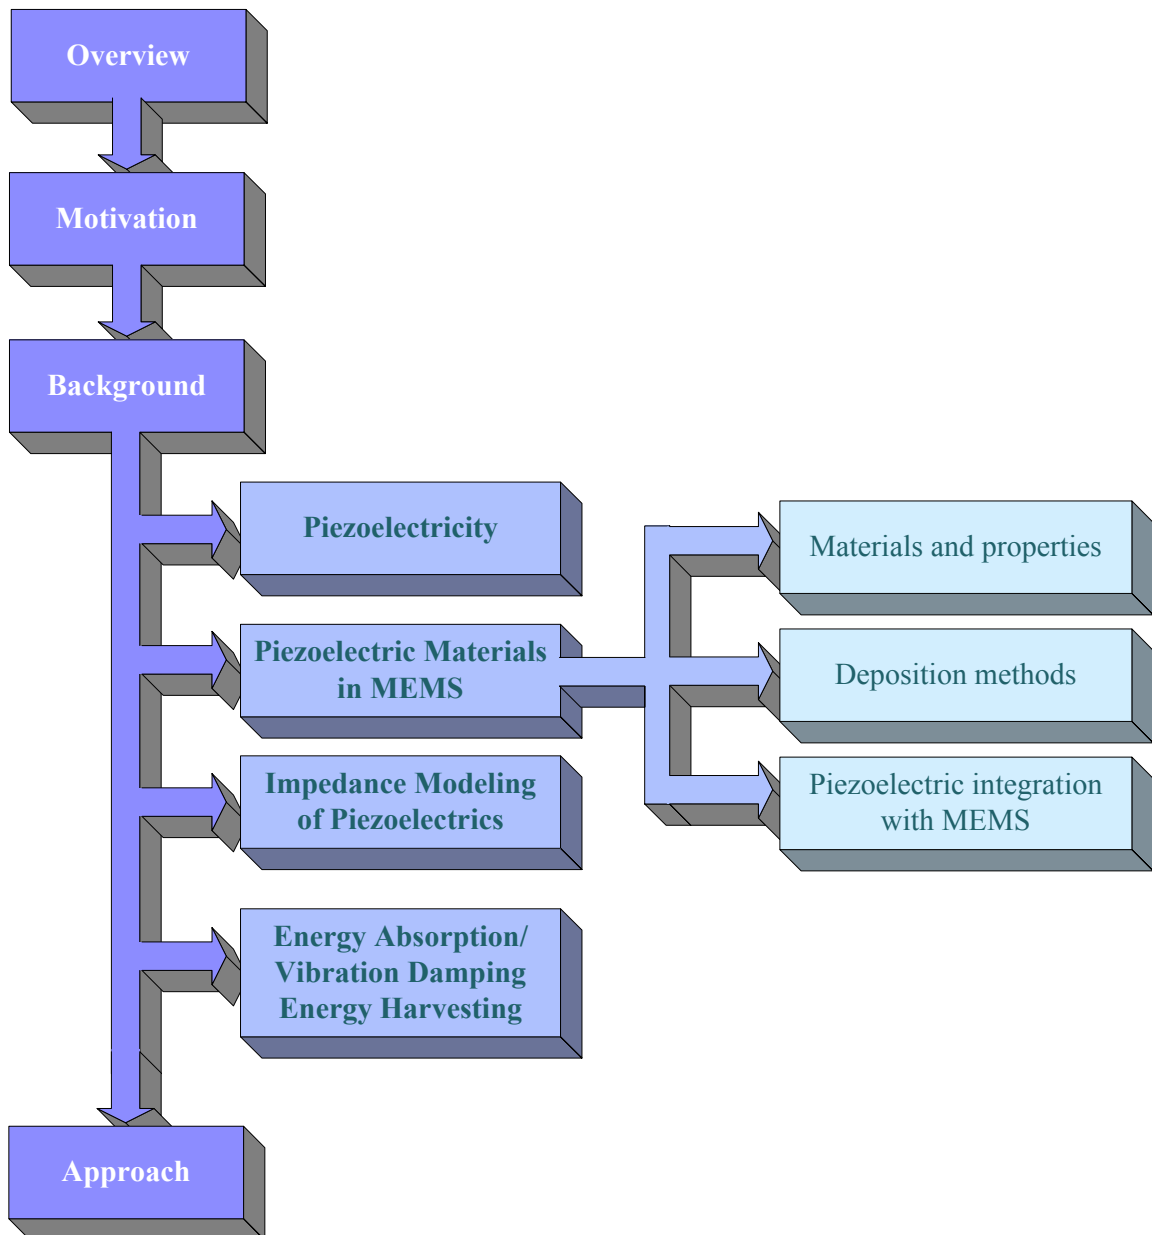 Overview
Motivation
Background
Piezoelectricity
Piezoelectric Materials
in MEMS
Materials and properties
Deposition methods
Piezoelectric integration
with MEMS
Impedance Modeling
of Piezoelectrics
Energy Absorption/
Vibration Damping
Energy Harvesting
Approach